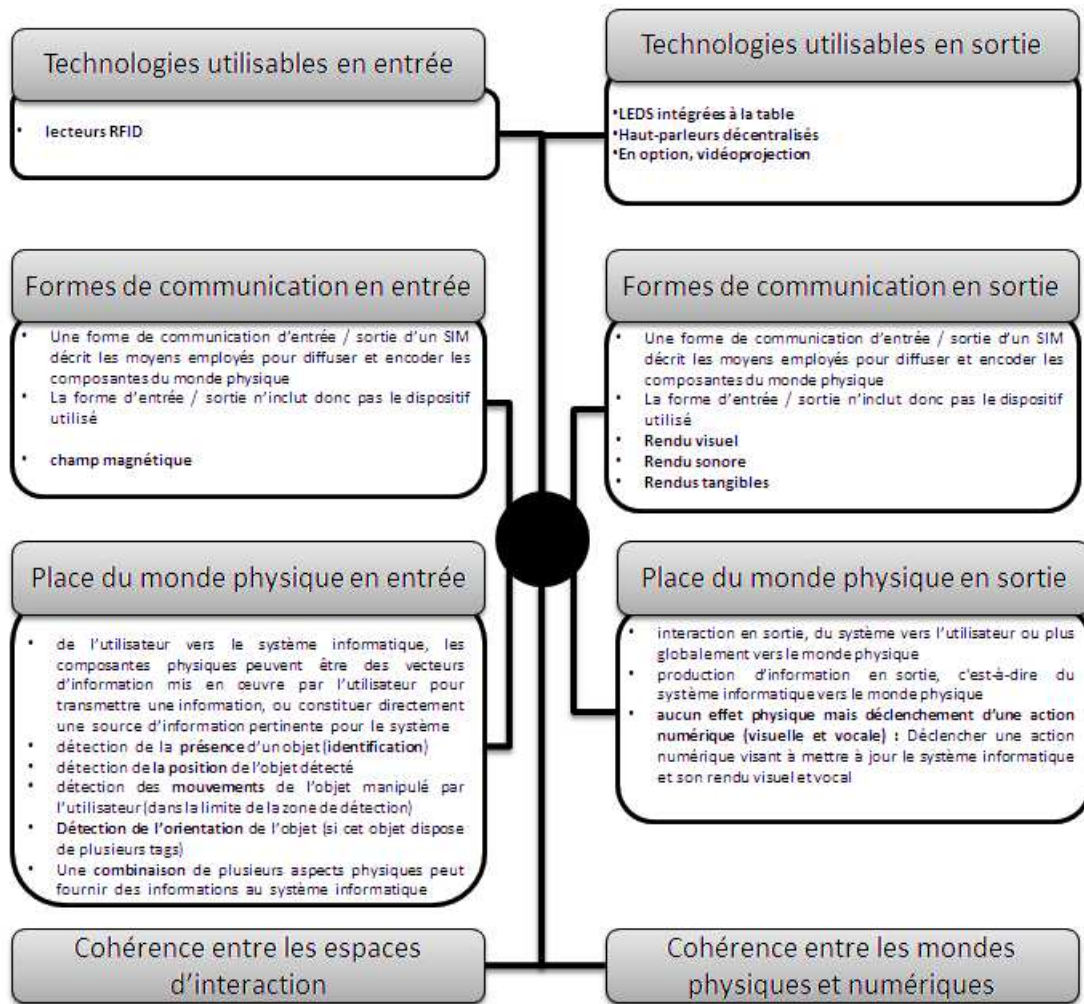 Technologies utilisables en entrée
• lecteurs RFID
Technologies utilisables en sortie
•LEDS intégrées à la table
•Haut-parleurs décentralisés
•En option, vidéoprojection
Formes de communication en entrée
• Une forme de communication d'entrée / sortie d'un SIM
décrit les moyens employés pour diffuser et encoder les
composantes du monde physique
• La forme d'entrée / sortie n'inclut donc pas le dispositif
utilisé
• champ magnétique
Formes de communication en sortie
• Une forme de communication d'entrée / sortie d'un SIM
décrit les moyens employés pour diffuser et encoder les
composantes du monde physique
• La forme d'entrée / sortie n'inclut donc pas le dispositif
utilisé
• Rendu visuel
• Rendu sonore
• Rendus tangibles
Place du monde physique en entrée
• de l'utilisateur vers le système informatique, les
composantes physiques peuvent être des vecteurs
d'information mis en œuvre par l'utilisateur pour
transmettre une information, ou constituer directement
une source d'information pertinente pour le système
• détection de la présence d'un objet (identification)
• détection de la position de l'objet détecté
• détection des mouvements de l'objet manipulé par
l'utilisateur (dans la limite de la zone de détection)
• Détection de l'orientation de l'objet (si cet objet dispose
de plusieurs tags)
• Une combinaison de plusieurs aspects physiques peut
fournir des informations au système informatique
Place du monde physique en sortie
• interaction en sortie, du système vers l'utilisateur ou plus
globalement vers le monde physique
• production d'information en sortie, c'est-à-dire du
système informatique vers le monde physique
• aucun effet physique mais déclenchement d'une action
numérique (visuelle et vocale) : Déclencher une action
numérique visant à mettre à jour le système informatique
et son rendu visuel et vocal
Cohérence entre les espaces
d'interaction
Cohérence entre les mondes
physiques et numériques